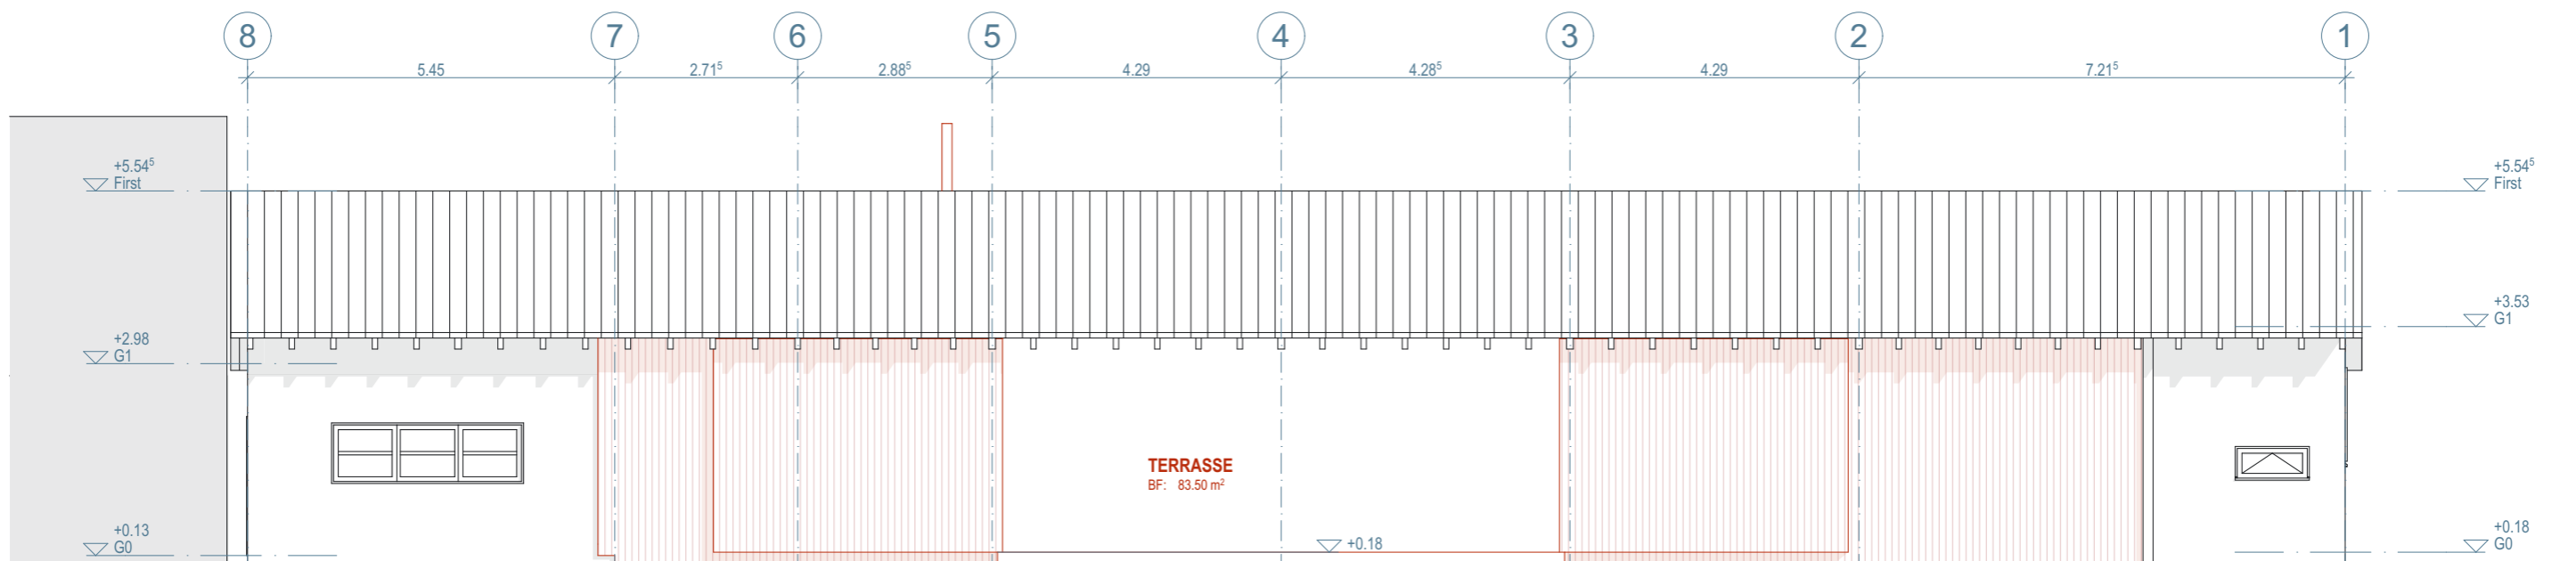 8 7 6 5 4 3 2 1
5.45 2.71⁵ 2.88⁵ 4.29 4.28⁵ 4.29 7.21⁵
+5.54⁵
First
+5.54⁵
First
+3.53
G1
+2.98
G1
TERRASSE
BF: 83.50 m²
+0.13
G0
+0.18
+0.18
G0